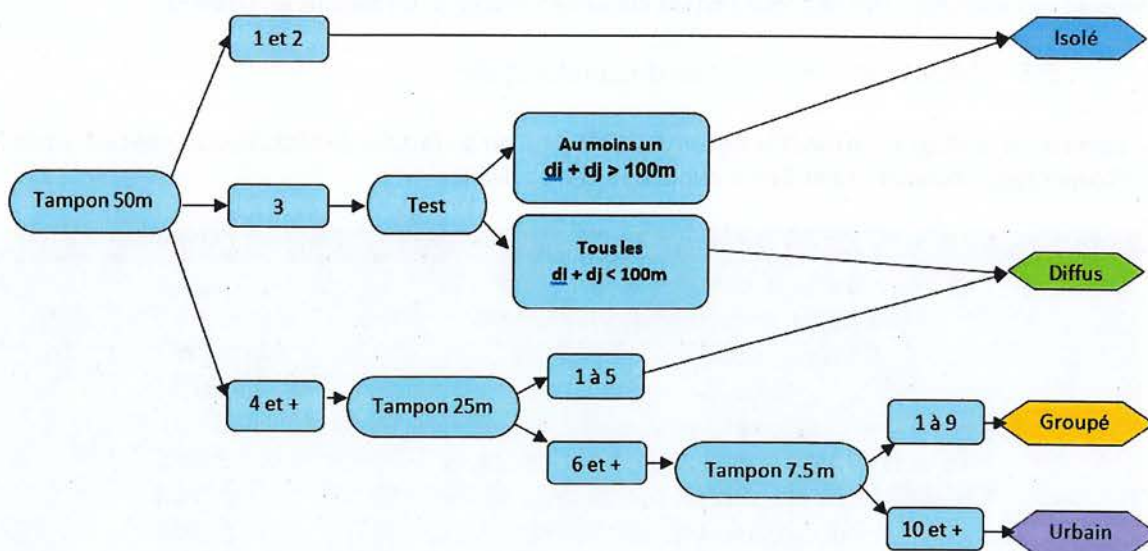 1 et 2
Isolé
Au moins un
di + dj > 100m
Tampon 50m
3
Test
Tous les
di + dj < 100m
Diffus
1 à 5
4 et +
Tampon 25m
1 à 9
Groupé
6 et +
Tampon 7.5 m
10 et +
Urbain